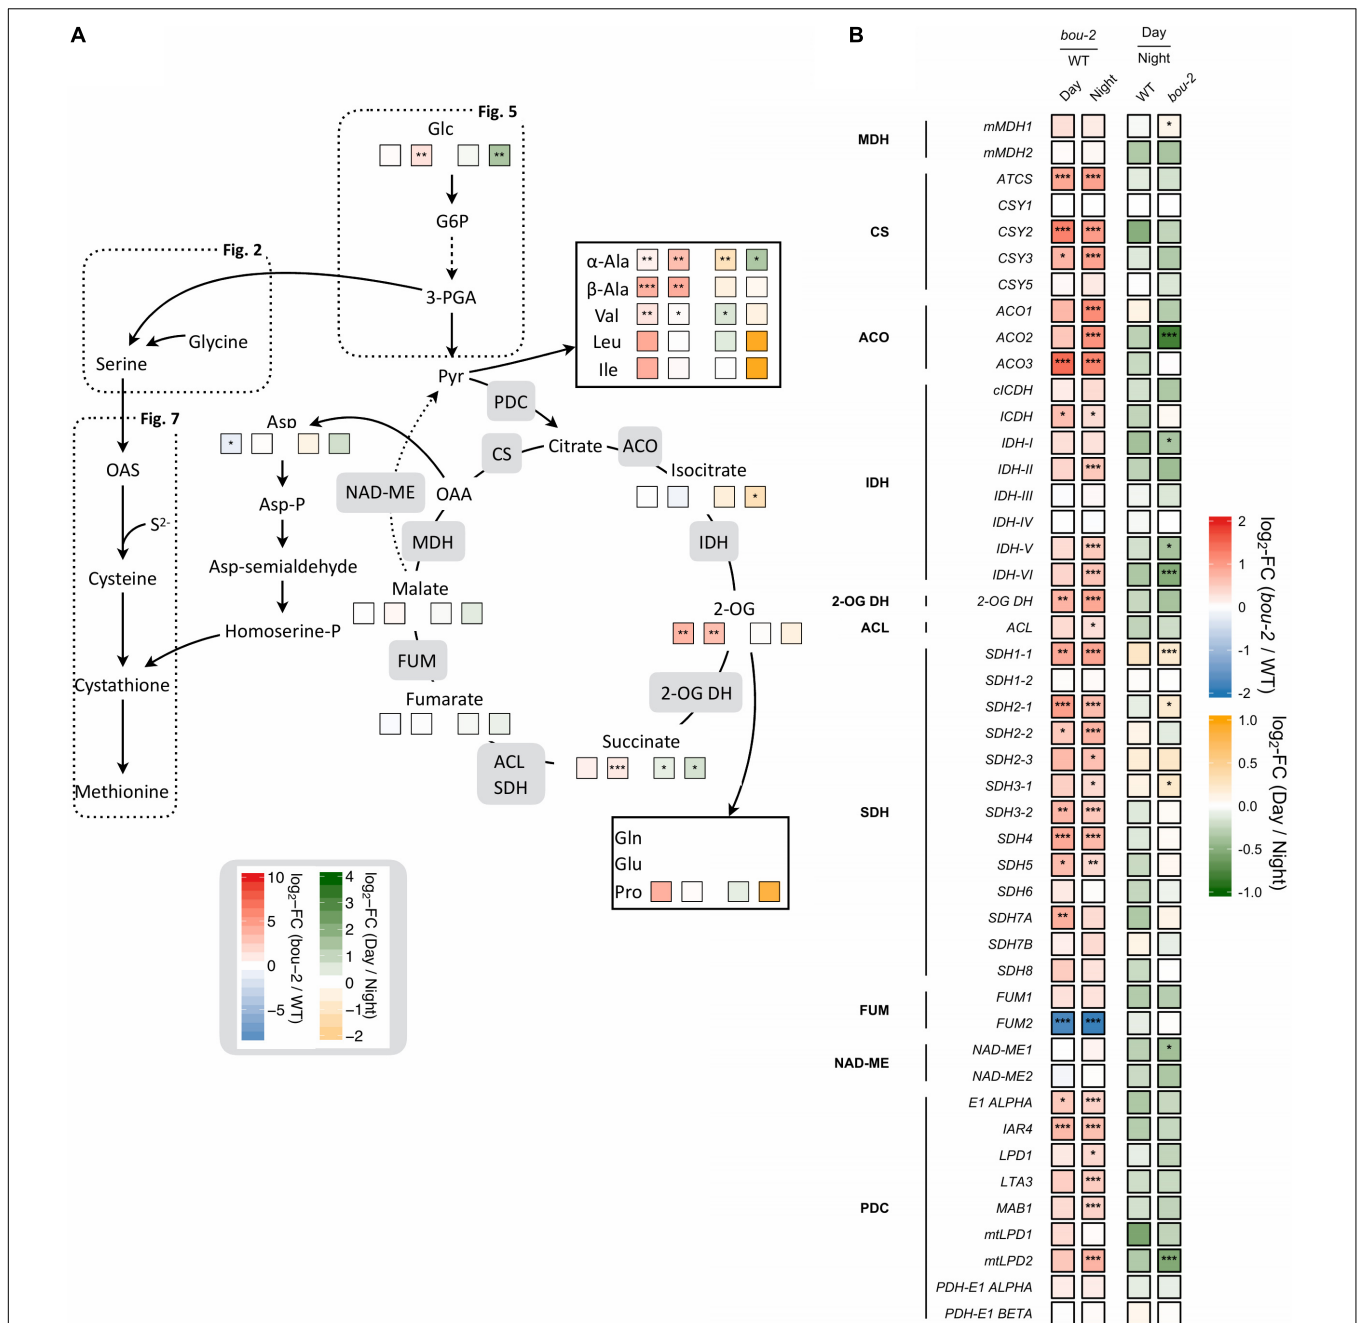 A
Fig. 5
Glc
** **
G6P
Fig. 2
3-PGA
Glycine
Serine
Pyr
α-Ala ** ** ** *
β-Ala *** **
Val ** * *
Leu
Ile
PDC
Fig. 7
Asp
*
CS
Citrate
ACO
Isocitrate
*
OAS
NAD-ME
OAA
Asp-P
S2-
MDH
IDH
Cysteine
Asp-semialdehyde
Malate
2-OG
** **
Homoserine-P
FUM
Cystathione
Fumarate
2-OG DH
Succinate
*** * *
ACL
SDH
Methionine
Gln
Glu
Pro
10
5
0
−5
log2−FC (bou−2 / WT)
4
3
2
1
0
−1
−2
log2−FC (Day / Night)
B
bou-2
WT
Day
Night
Day Night WT bou-2
MDH
mMDH1 *
mMDH2
CS
ATCS *** ***
CSY1
CSY2 *** ***
CSY3 * ***
CSY5
ACO
ACO1 ***
ACO2 *** ***
ACO3 *** ***
IDH
cICDH
ICDH * *
IDH-I *
IDH-II ***
IDH-III
IDH-IV
IDH-V *** *
IDH-VI *** ***
2-OG DH
2-OG DH ** ***
ACL
ACL *
SDH
SDH1-1 ** *** ***
SDH1-2
SDH2-1 *** *** *
SDH2-2 * ***
SDH2-3 *
SDH3-1 * *
SDH3-2 ** ***
SDH4 *** ***
SDH5 * **
SDH6
SDH7A **
SDH7B
SDH8
FUM
FUM1
FUM2 *** ***
NAD-ME
NAD-ME1 *
NAD-ME2
PDC
E1 ALPHA * ***
IAR4 *** ***
LPD1 *
LTA3 ***
MAB1 ***
mtLPD1
mtLPD2 *** ***
PDH-E1 ALPHA
PDH-E1 BETA
2
1
0
-1
-2
log2-FC (bou-2 / WT)
1.0
0.5
0.0
-0.5
-1.0
log2-FC (Day / Night)